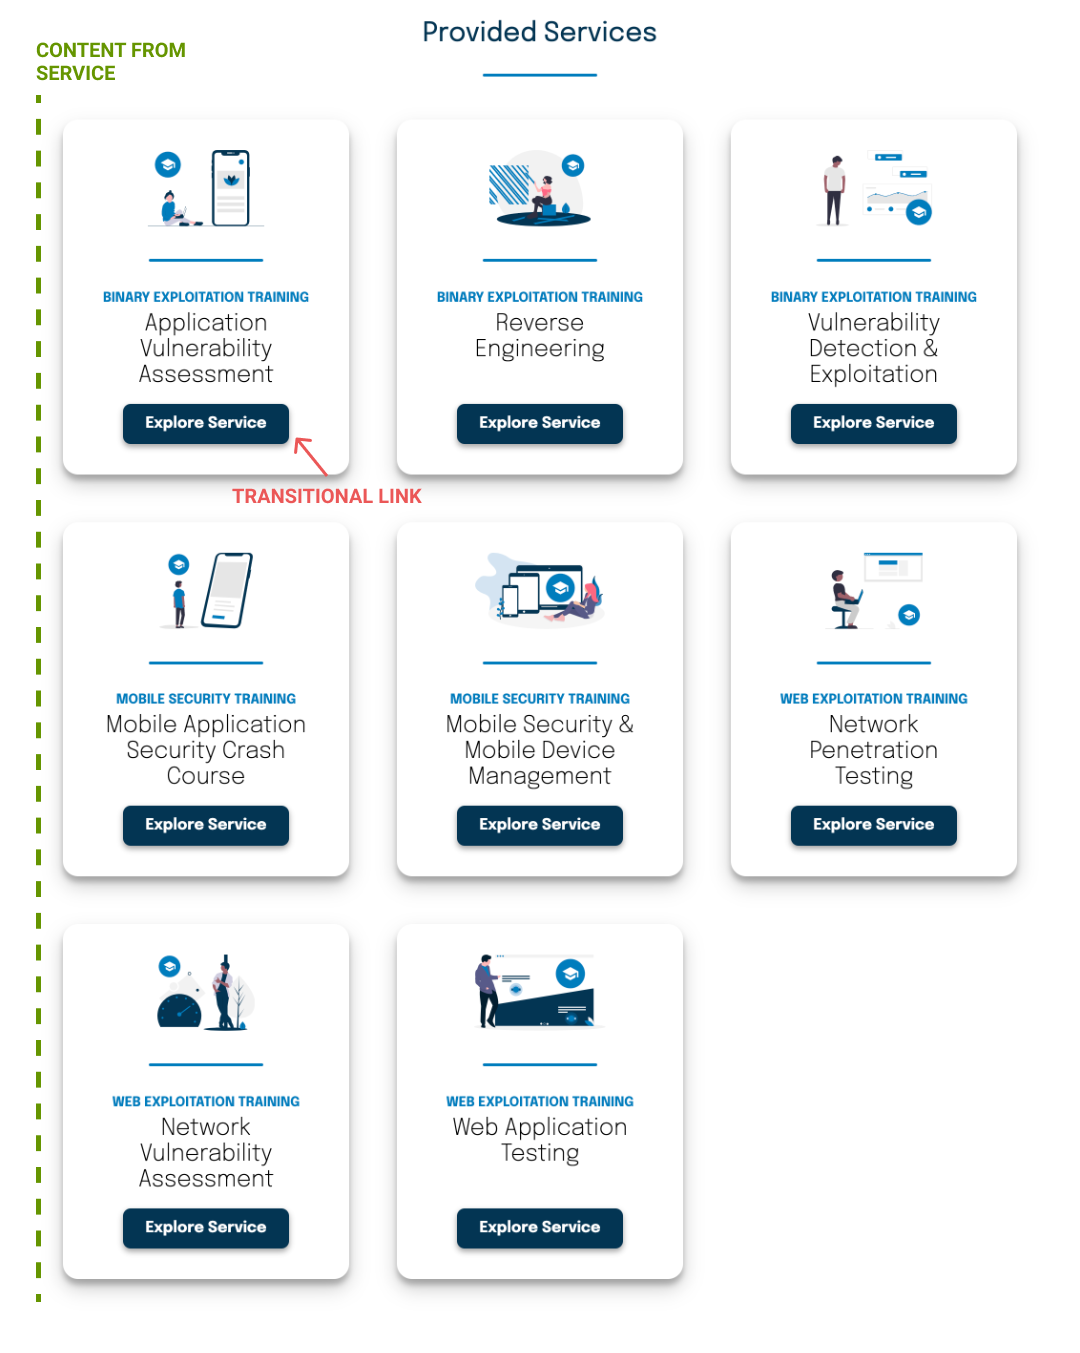 Provided Services
CONTENT FROM
SERVICE
BINARY EXPLOITATION TRAINING
Application
Vulnerability
Assessment
Explore Service
BINARY EXPLOITATION TRAINING
Reverse
Engineering
Explore Service
BINARY EXPLOITATION TRAINING
Vulnerability
Detection &
Exploitation
Explore Service
TRANSITIONAL LINK
MOBILE SECURITY TRAINING
Mobile Application
Security Crash
Course
Explore Service
MOBILE SECURITY TRAINING
Mobile Security &
Mobile Device
Management
Explore Service
WEB EXPLOITATION TRAINING
Network
Penetration
Testing
Explore Service
WEB EXPLOITATION TRAINING
Network
Vulnerability
Assessment
Explore Service
WEB EXPLOITATION TRAINING
Web Application
Testing
Explore Service